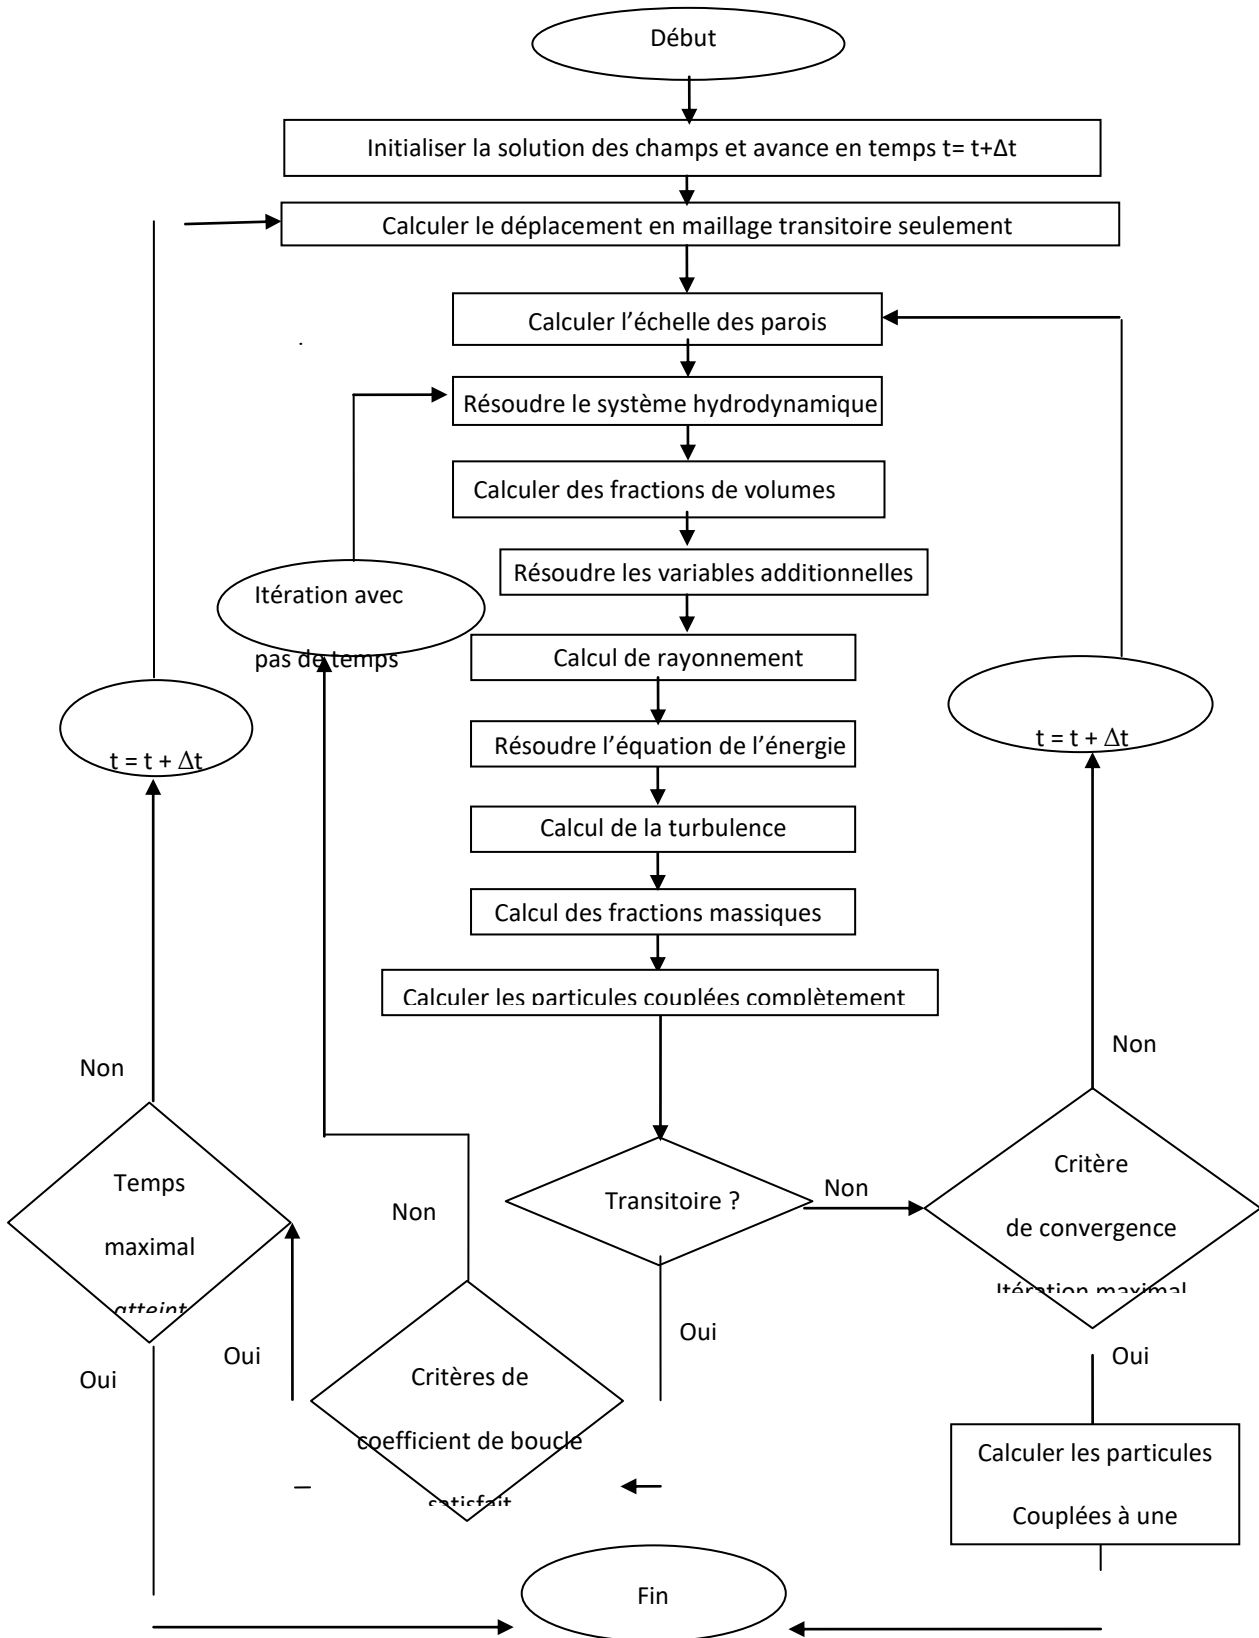 Début
Initialiser la solution des champs et avance en temps t= t+Δt
Calculer le déplacement en maillage transitoire seulement
Calculer l’échelle des parois
Résoudre le système hydrodynamique
Calculer des fractions de volumes
Résoudre les variables additionnelles
Itération avec
pas de temps
Calcul de rayonnement
t = t + Δt
t = t + Δt
Résoudre l’équation de l’énergie
Calcul de la turbulence
Calcul des fractions massiques
Calculer les particules couplées complètement
Non
Non
Temps
maximal
atteint
Non
Transitoire ?
Non
Critère
de convergence
Itération maximal
Oui
Oui
Oui
Oui
Critères de
coefficient de boucle
satisfait
Calculer les particules
Couplées à une
Fin